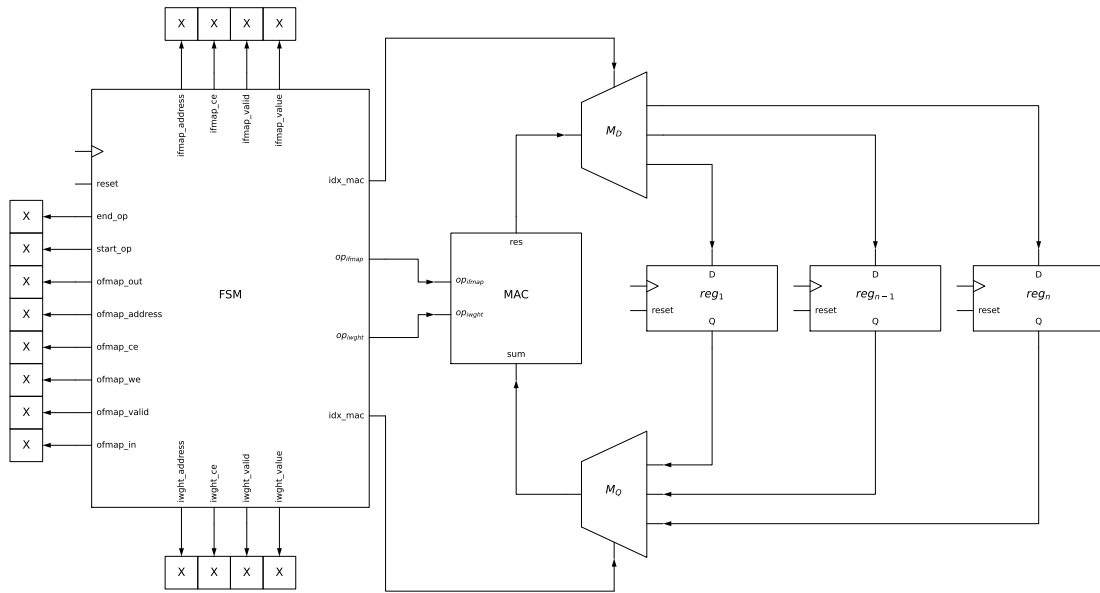 X X X X
ifmap_address
ifmap_ce
ifmap_valid
ifmap_value
reset
X end_op
X start_op
X ofmap_out
X ofmap_address
X ofmap_ce
X ofmap_we
X ofmap_valid
X ofmap_in
FSM
idx_mac
op_ifmap
op_iwght
idx_mac
iwght_address
iwght_ce
iwght_valid
iwght_value
X X X X
res
op_ifmap
MAC
op_iwght
sum
M_D
D
reg_1
reset
Q
D
reg_{n-1}
reset
Q
D
reg_n
reset
Q
M_Q